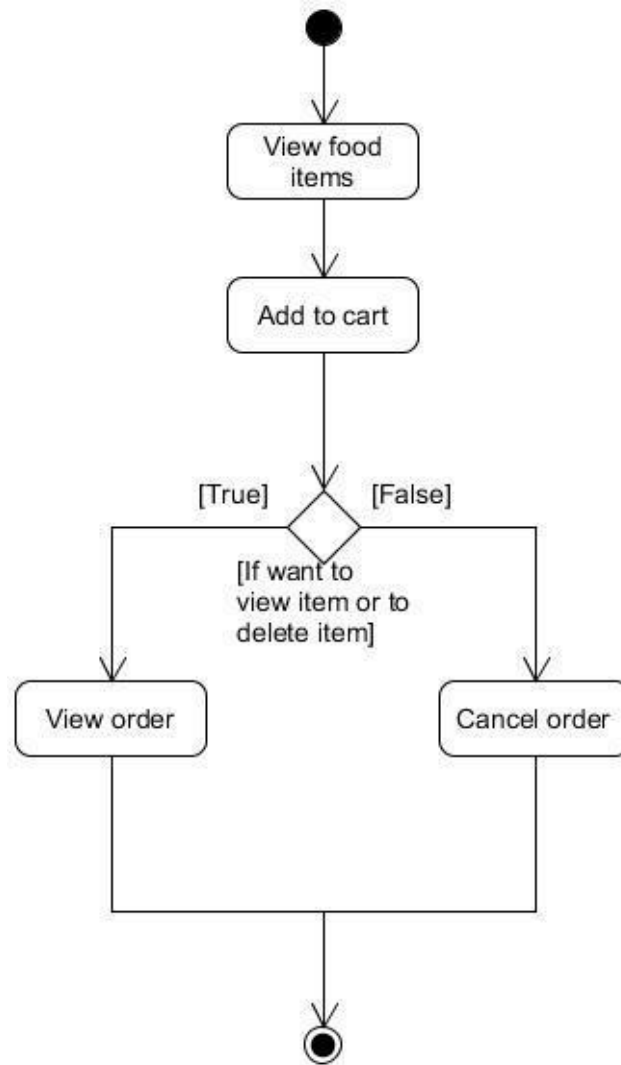 View food
items
Add to cart
[True]
[False]
[If want to
view item or to
delete item]
View order
Cancel order